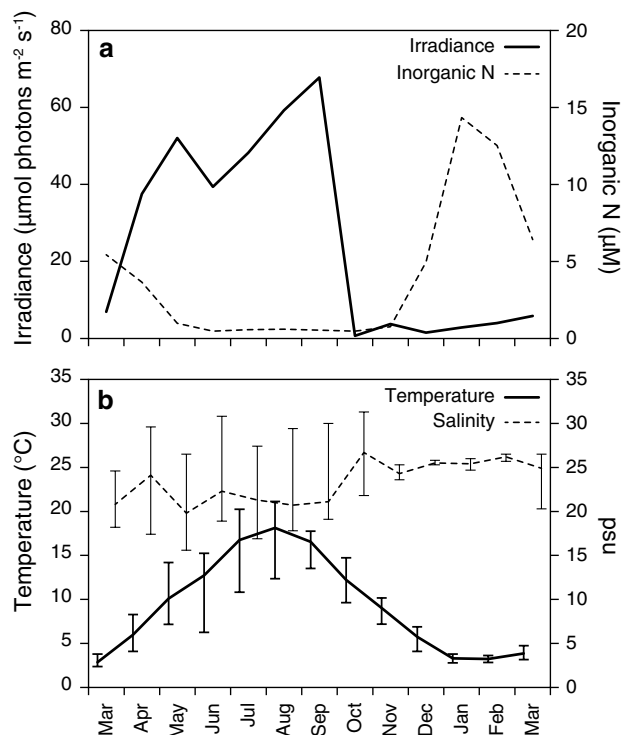 a
Irradiance
Inorganic N
80
60
40
20
0
Irradiance (µmol photons m⁻² s⁻¹)
20
15
10
5
0
Inorganic N (µM)
b
Temperature
Salinity
35
30
25
20
15
10
5
0
Temperature (°C)
35
30
25
20
15
10
5
0
psu
Mar
Apr
May
Jun
Jul
Aug
Sep
Oct
Nov
Dec
Jan
Feb
Mar